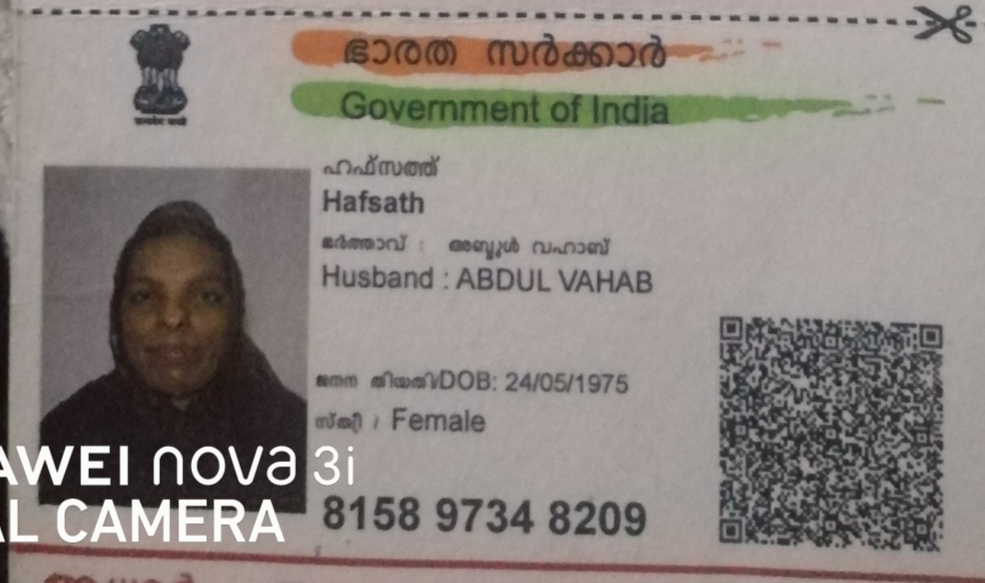 ഭാരത സർക്കാർ
Government of India
ഹഫ്സത്ത്
Hafsath
ഭർത്താവ് : അബ്ദുൾ വഹാബ്
Husband : ABDUL VAHAB
ജനന തിയതി/DOB: 24/05/1975
സ്ത്രീ / Female
AWEI nova 3i
AL CAMERA
8158 9734 8209